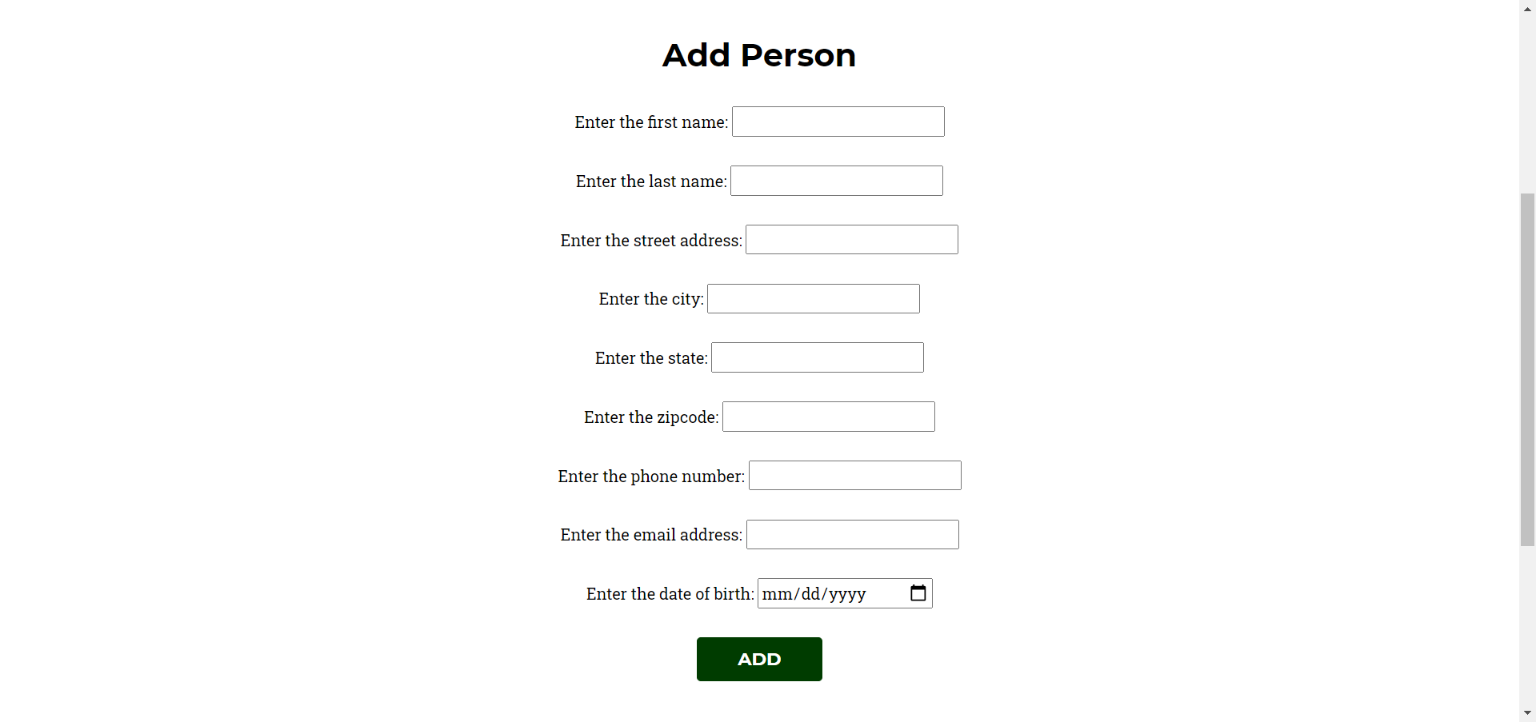 Add Person
Enter the first name:
Enter the last name:
Enter the street address:
Enter the city:
Enter the state:
Enter the zipcode:
Enter the phone number:
Enter the email address:
Enter the date of birth: mm/dd/yyyy
ADD